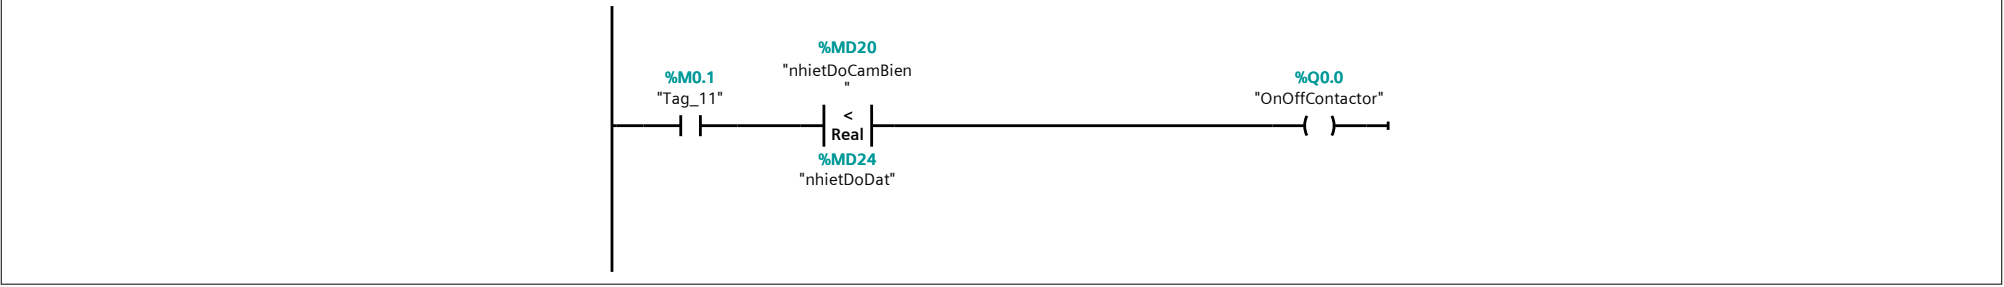 %MD20
"nhietDoCamBien
"
%M0.1
"Tag_11"
<
Real
%MD24
"nhietDoDat"
%Q0.0
"OnOffContactor"